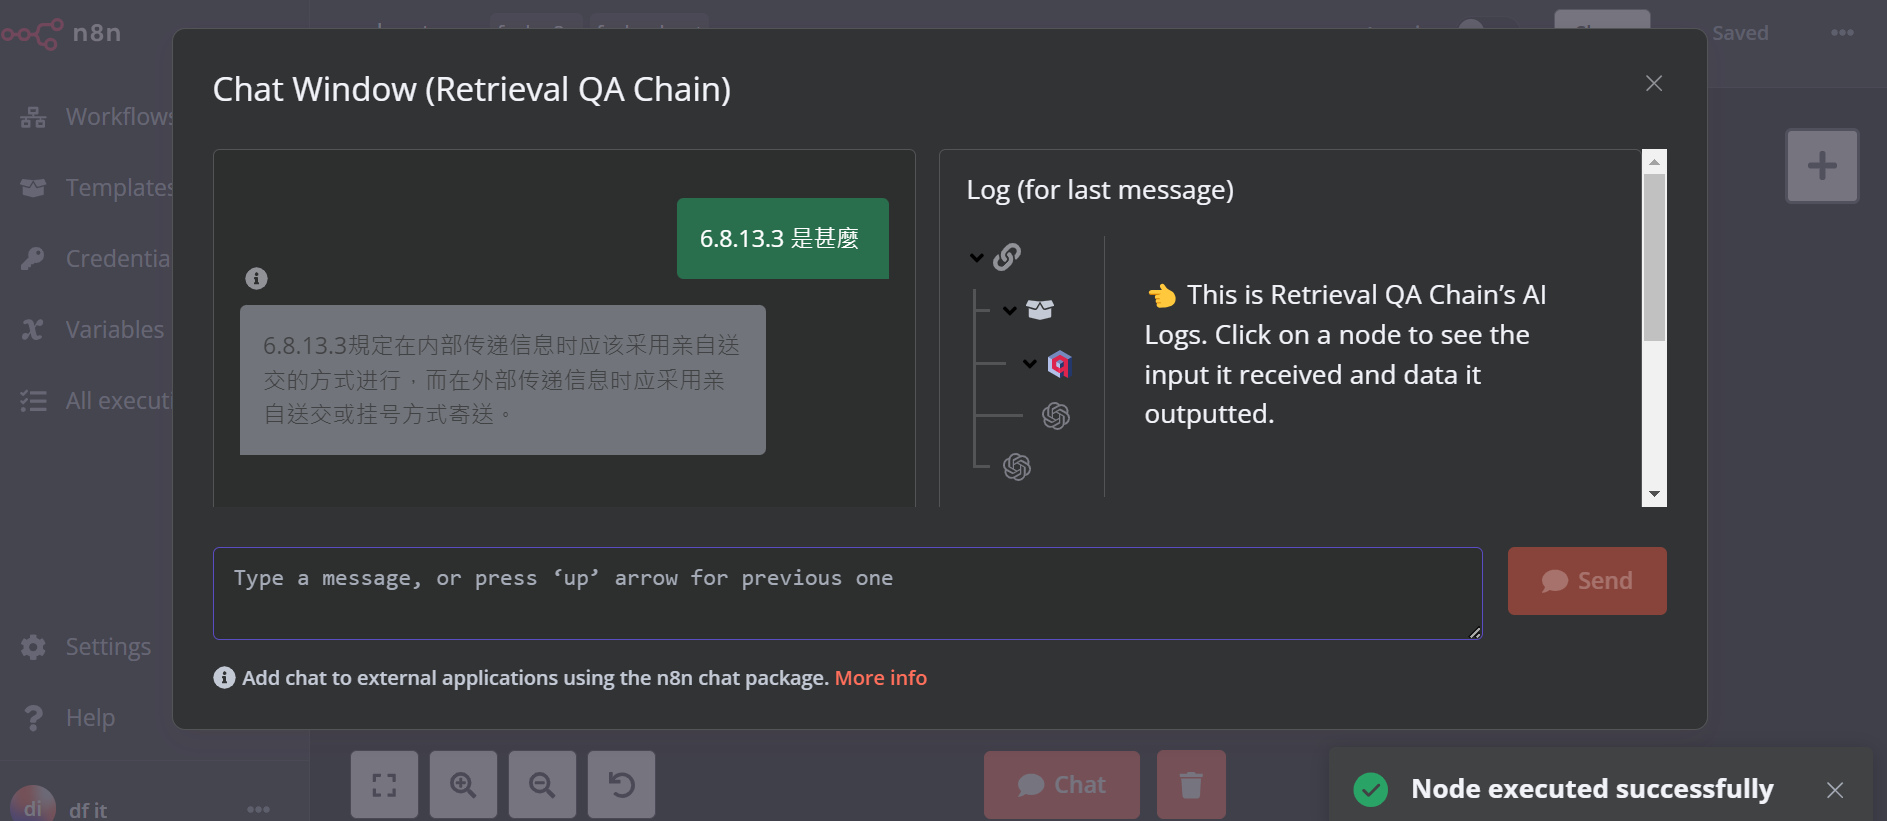 n8n
Saved
Workflows
Templates
Credentia
Variables
All executi
Settings
Help
di
df it
Chat Window (Retrieval QA Chain)
6.8.13.3 是甚麼
6.8.13.3規定在内部传递信息时应该采用亲自送
交的方式进行，而在外部传递信息时应采用亲
自送交或挂号方式寄送。
Log (for last message)
👈 This is Retrieval QA Chain’s AI
Logs. Click on a node to see the
input it received and data it
outputted.
Type a message, or press ‘up’ arrow for previous one
Send
Add chat to external applications using the n8n chat package. More info
Chat
Node executed successfully